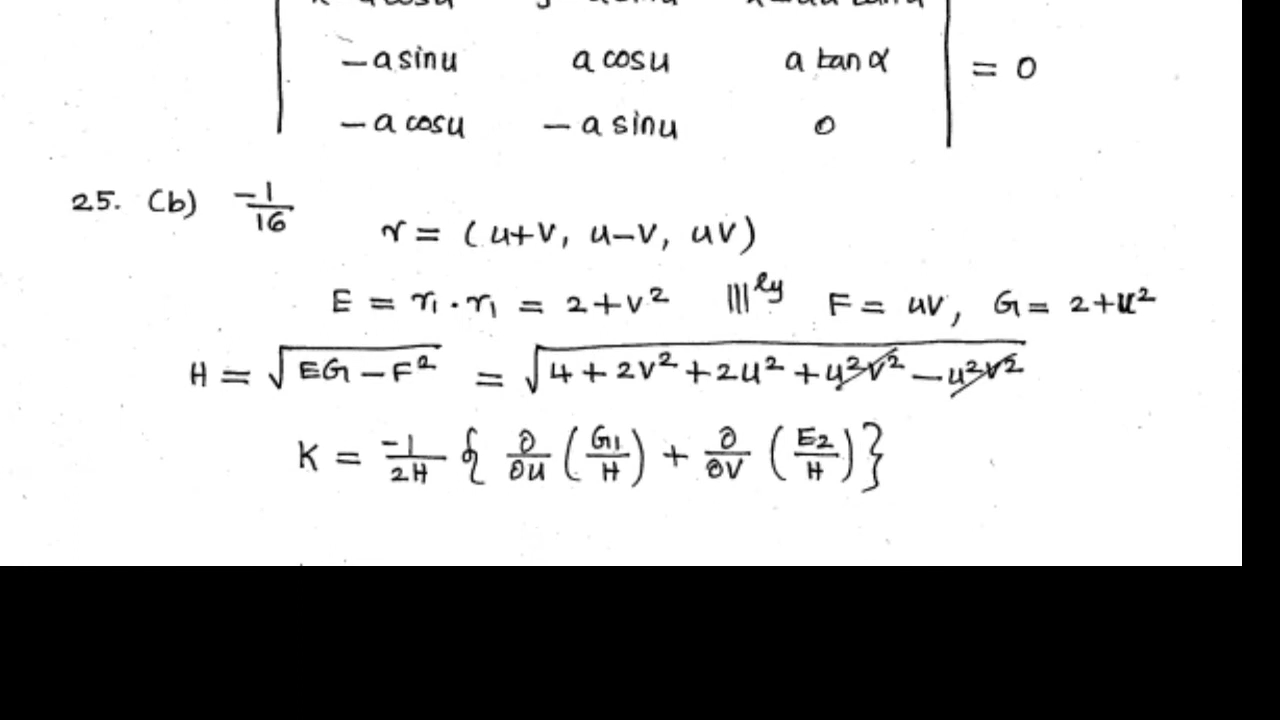 -a sinu a cosu a tan α = 0
-a cosu - a sinu 0
25. (b) -1/16
r = (u+v, u-v, uv)
E = r₁ · r₁ = 2+v² |||ly F = uv, G = 2+u²
H = √(EG-F²) = √(4+2v²+2u²+u²v²-u²v²)
K = -1/2H { ∂/∂u (G₁/H) + ∂/∂v (E₂/H) }